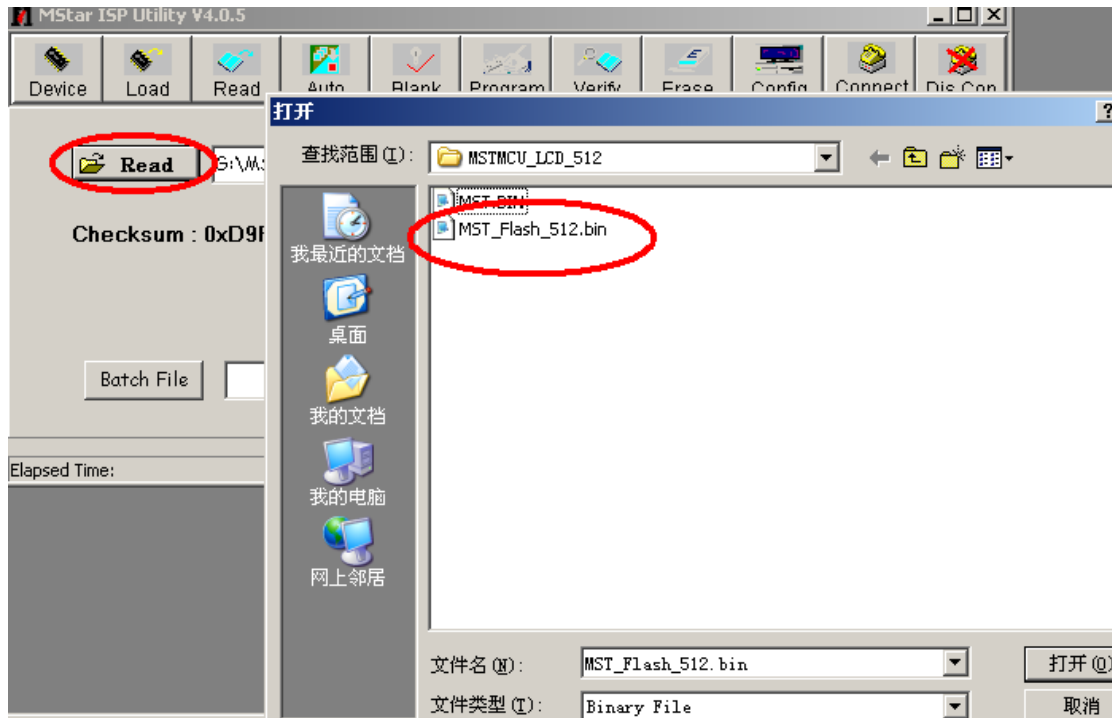 MStar ISP Utility V4.0.5
Device Load Read Auto Blank Program Verify Erase Config Connect Dis Con
打开
Read G:\MS
查找范围(I): MSTMCU_LCD_512
MST.BIN
MST_Flash_512.bin
Checksum : 0xD9F
我最近的文档
桌面
Batch File
我的文档
Elapsed Time:
我的电脑
网上邻居
文件名(N): MST_Flash_512.bin 打开(O)
文件类型(T): Binary File 取消